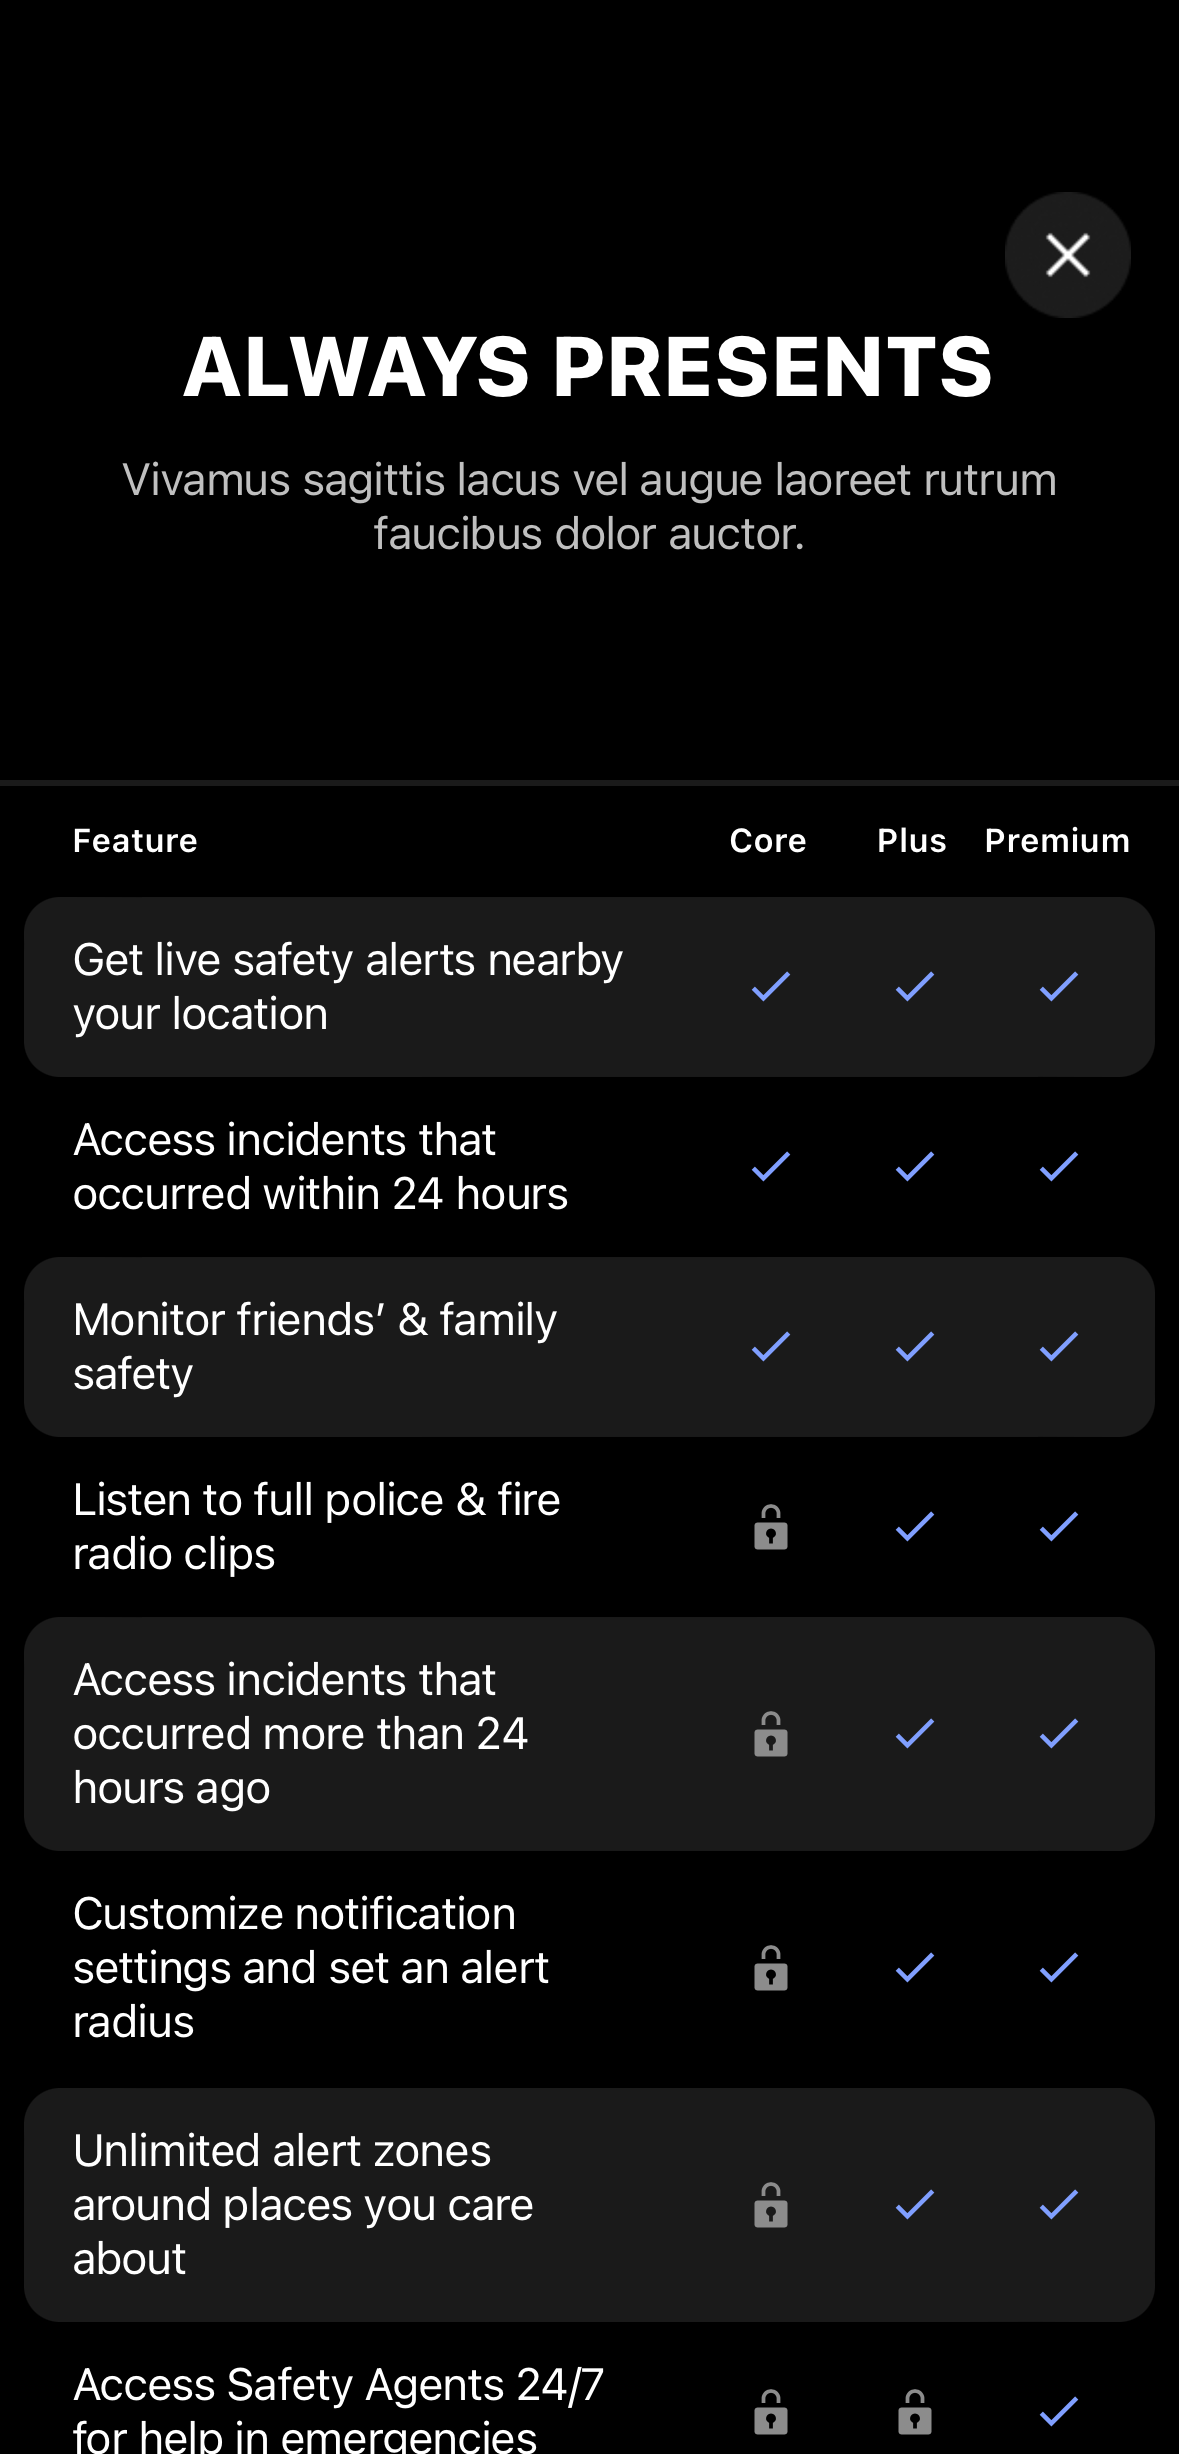 ALWAYS PRESENTS
Vivamus sagittis lacus vel augue laoreet rutrum
faucibus dolor auctor.
Feature Core Plus Premium
Get live safety alerts nearby
your location
Access incidents that
occurred within 24 hours
Monitor friends’ & family
safety
Listen to full police & fire
radio clips
Access incidents that
occurred more than 24
hours ago
Customize notification
settings and set an alert
radius
Unlimited alert zones
around places you care
about
Access Safety Agents 24/7
for help in emergencies